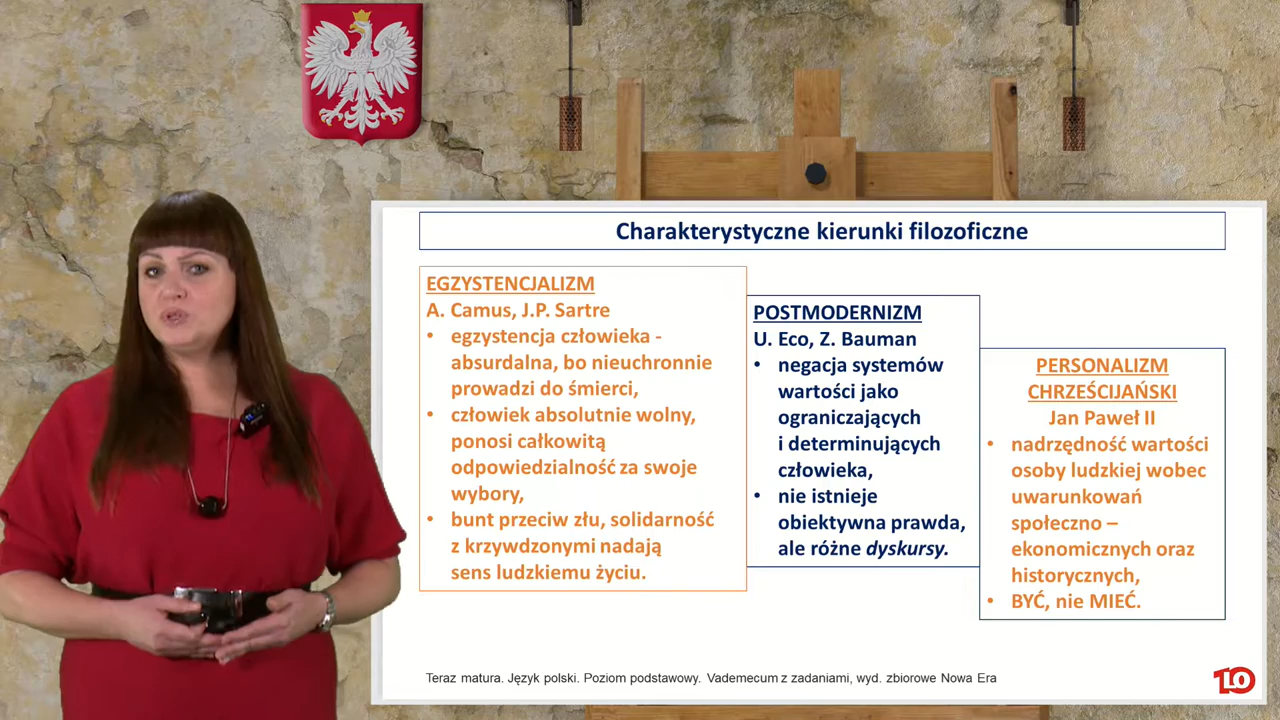 Charakterystyczne kierunki filozoficzne
EGZYSTENCJALIZM
A. Camus, J.P. Sartre
• egzystencja człowieka -
absurdalna, bo nieuchronnie
prowadzi do śmierci,
• człowiek absolutnie wolny,
ponosi całkowitą
odpowiedzialność za swoje
wybory,
• bunt przeciw złu, solidarność
z krzywdzonymi nadają
sens ludzkiemu życiu.
POSTMODERNIZM
U. Eco, Z. Bauman
• negacja systemów
wartości jako
ograniczających
i determinujących
człowieka,
• nie istnieje
obiektywna prawda,
ale różne dyskursy.
PERSONALIZM
CHRZEŚCIJAŃSKI
Jan Paweł II
• nadrzędność wartości
osoby ludzkiej wobec
uwarunkowań
społeczno –
ekonomicznych oraz
historycznych,
• BYĆ, nie MIEĆ.
Teraz matura. Język polski. Poziom podstawowy. Vademecum z zadaniami, wyd. zbiorowe Nowa Era
1LO